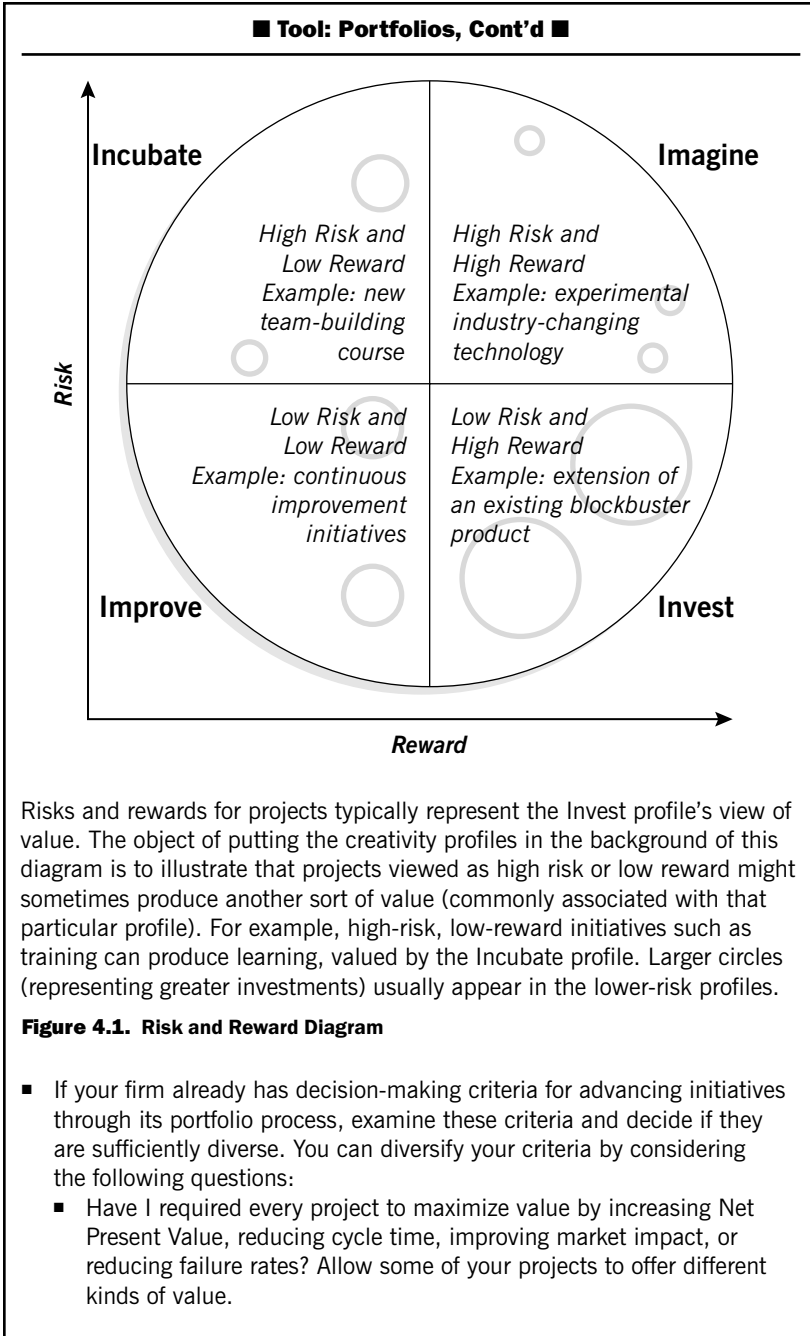 ■ Tool: Portfolios, Cont'd ■
Incubate
Imagine
High Risk and
Low Reward
Example: new
team-building
course
High Risk and
High Reward
Example: experimental
industry-changing
technology
Risk
Low Risk and
Low Reward
Example: continuous
improvement
initiatives
Low Risk and
High Reward
Example: extension of
an existing blockbuster
product
Improve
Invest
Reward
Risks and rewards for projects typically represent the Invest profile's view of
value. The object of putting the creativity profiles in the background of this
diagram is to illustrate that projects viewed as high risk or low reward might
sometimes produce another sort of value (commonly associated with that
particular profile). For example, high-risk, low-reward initiatives such as
training can produce learning, valued by the Incubate profile. Larger circles
(representing greater investments) usually appear in the lower-risk profiles.
Figure 4.1. Risk and Reward Diagram
■ If your firm already has decision-making criteria for advancing initiatives
through its portfolio process, examine these criteria and decide if they
are sufficiently diverse. You can diversify your criteria by considering
the following questions:
■ Have I required every project to maximize value by increasing Net
Present Value, reducing cycle time, improving market impact, or
reducing failure rates? Allow some of your projects to offer different
kinds of value.